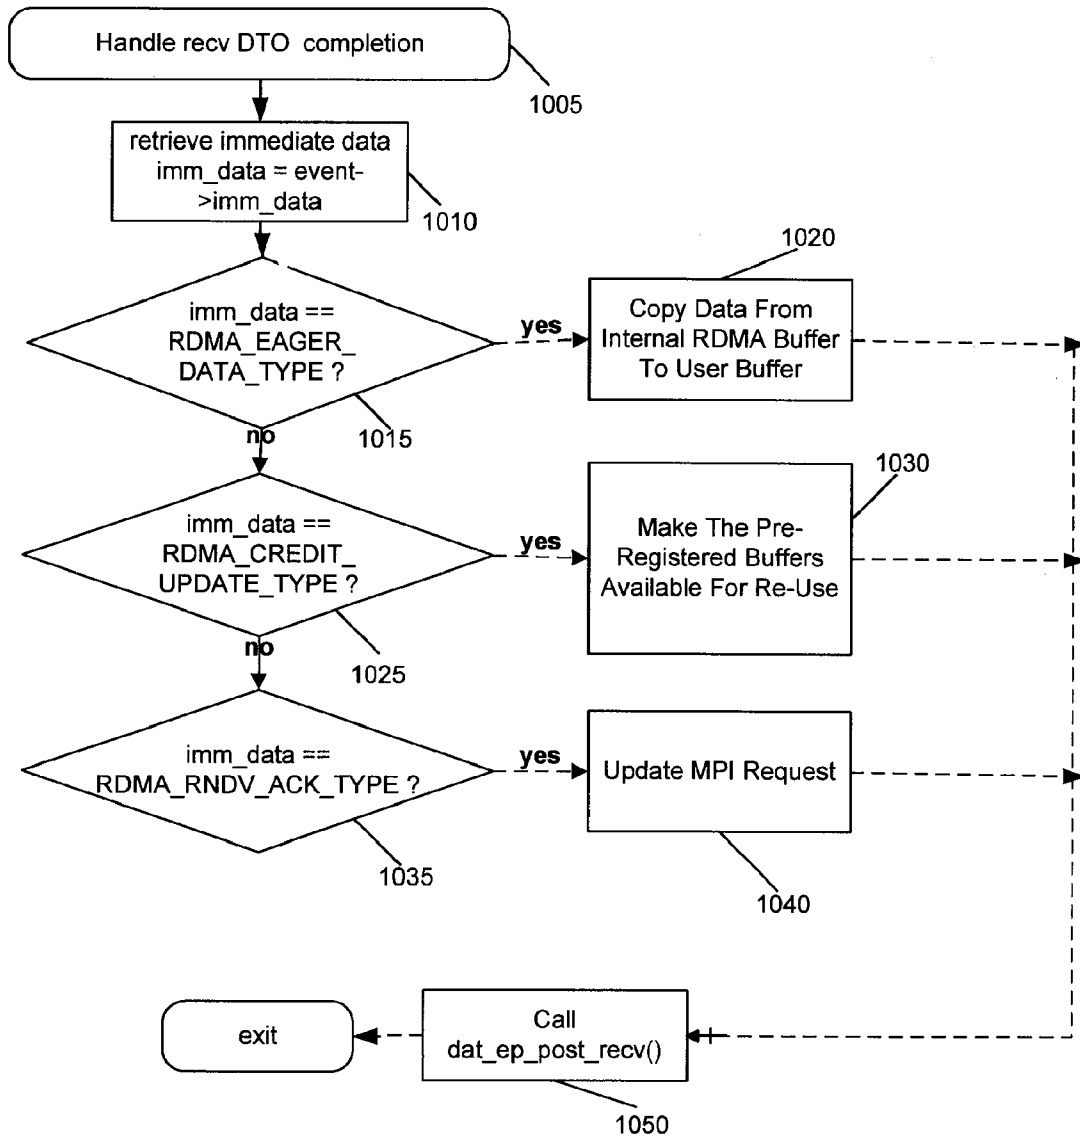 Handle recv DTO completion
1005
retrieve immediate data
imm_data = event-
>imm_data
1010
imm_data ==
RDMA_EAGER_
DATA_TYPE ?
1015
yes
1020
Copy Data From
Internal RDMA Buffer
To User Buffer
no
imm_data ==
RDMA_CREDIT_
UPDATE_TYPE ?
1025
yes
1030
Make The Pre-
Registered Buffers
Available For Re-Use
no
imm_data ==
RDMA_RNDV_ACK_TYPE ?
1035
yes
Update MPI Request
1040
Call
dat_ep_post_recv()
1050
exit